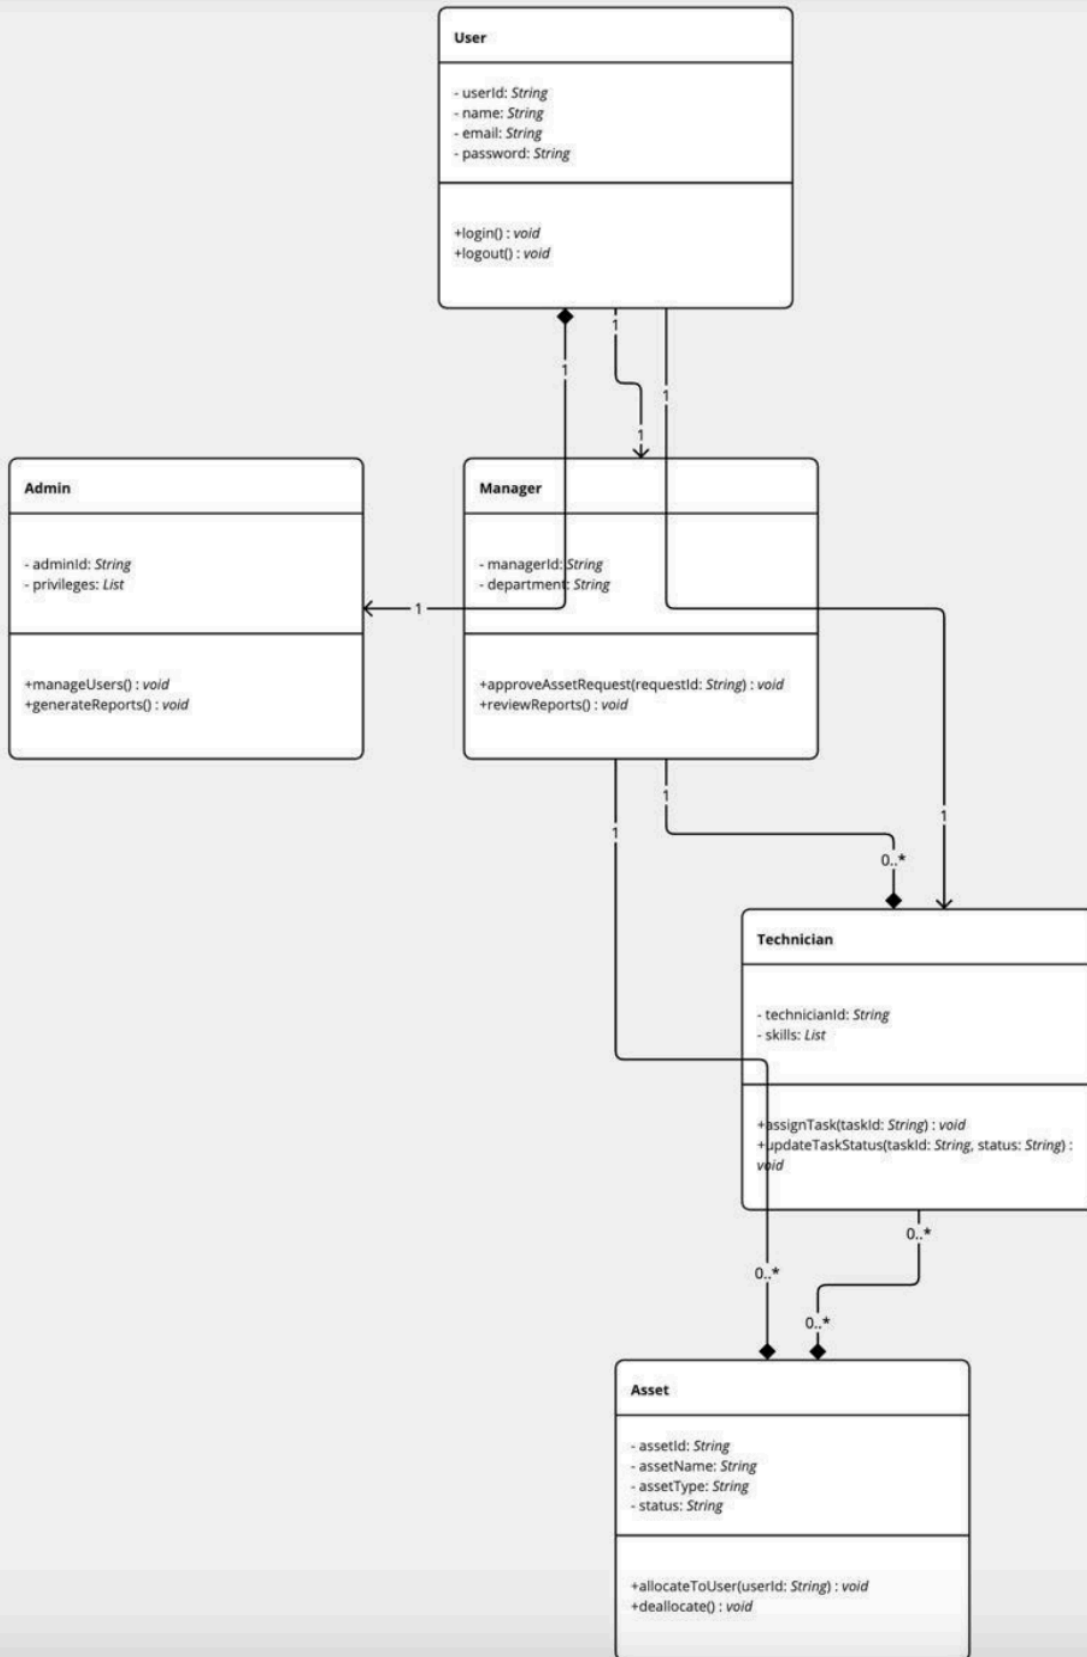 User
- userId: String
- name: String
- email: String
- password: String
+login() : void
+logout() : void
1
1
1
1
Admin
- adminId: String
- privileges: List
1
+manageUsers() : void
+generateReports() : void
Manager
- managerId: String
- department: String
+approveAssetRequest(requestId: String) : void
+reviewReports() : void
1
1
1
0..*
Technician
- technicianId: String
- skills: List
+assignTask(taskId: String) : void
+updateTaskStatus(taskId: String, status: String) :
void
0..*
0..*
0..*
Asset
- assetId: String
- assetName: String
- assetType: String
- status: String
+allocateToUser(userId: String) : void
+deallocate() : void